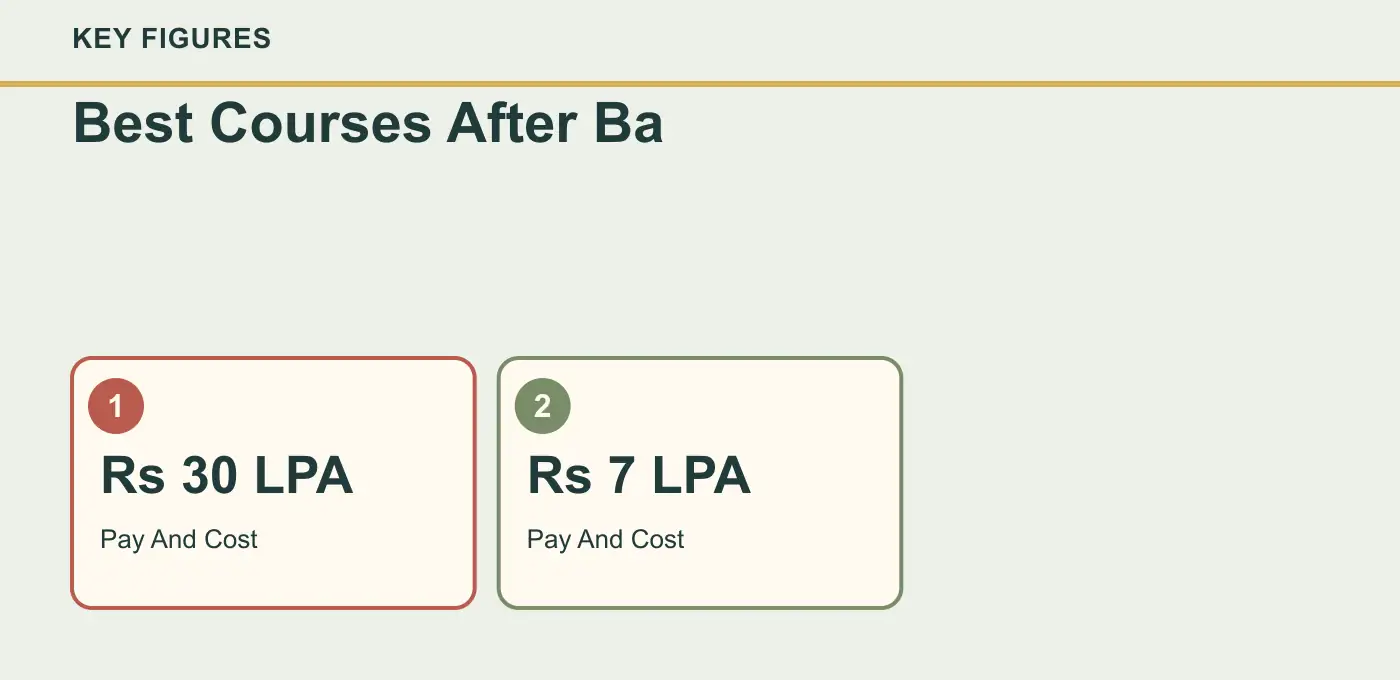 KEY FIGURES
Best Courses After Ba
1
Rs 30 LPA
Pay And Cost
2
Rs 7 LPA
Pay And Cost